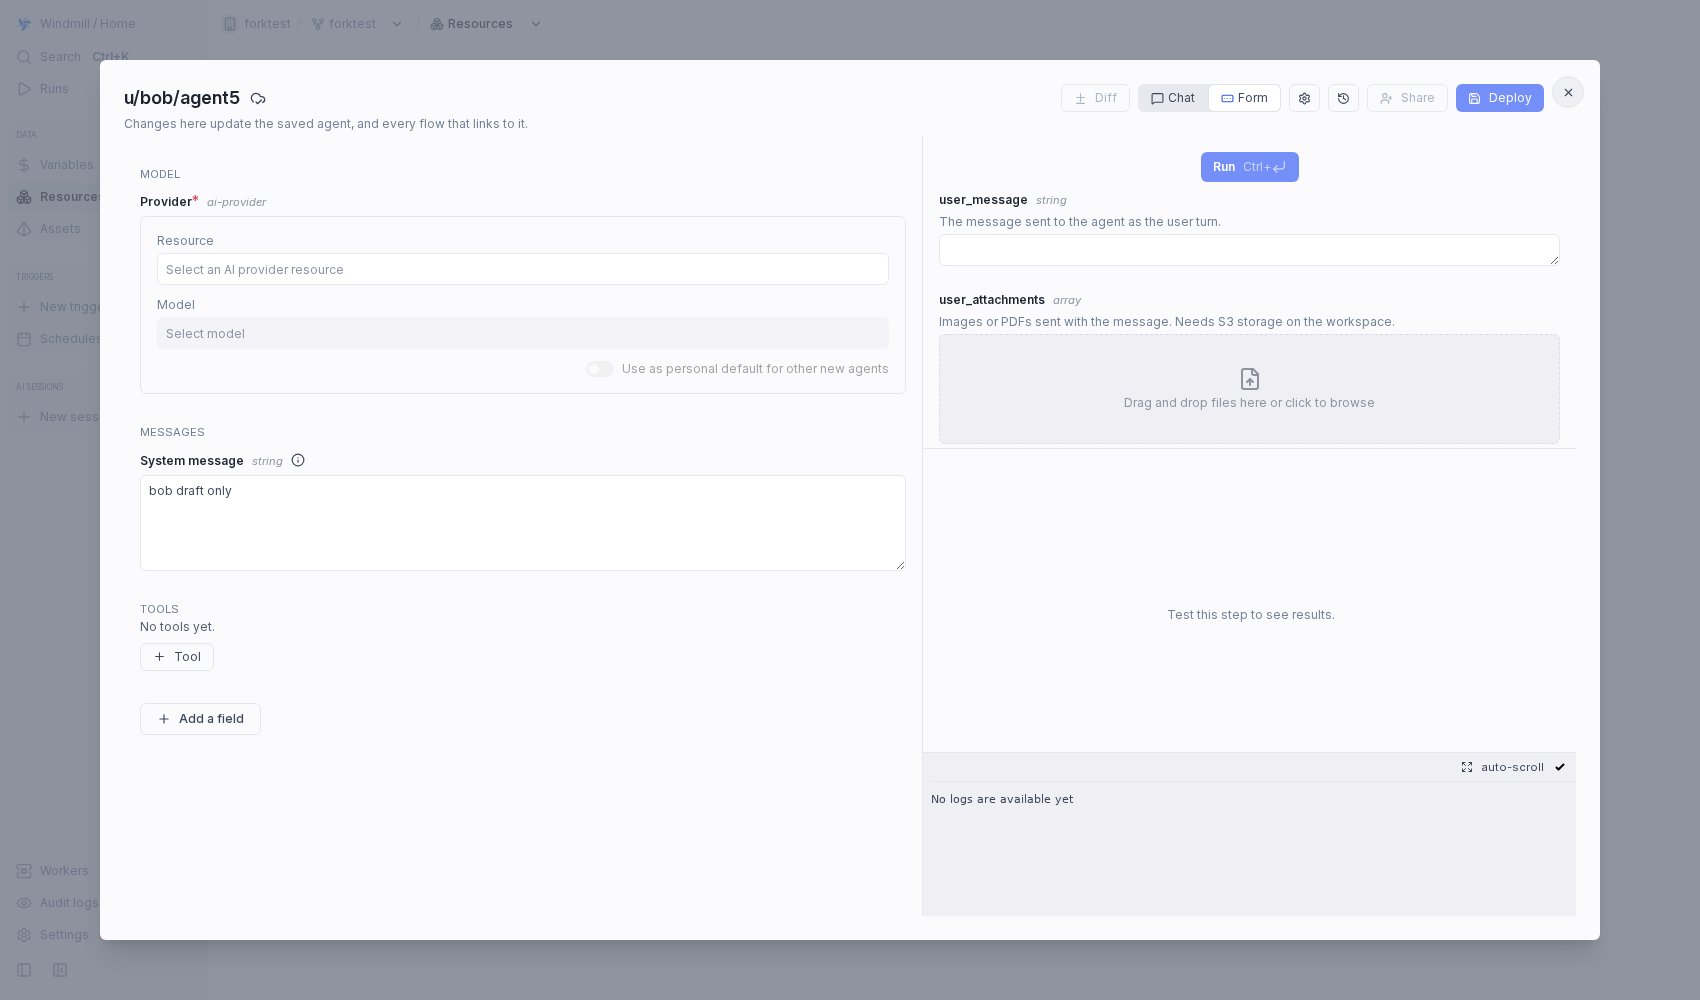 Windmill / Home
Search Ctrl+K
Runs
DATA
Variables
Resources
Assets
TRIGGERS
New trigge
Schedules
AI SESSIONS
New sess
Workers
Audit logs
Settings
forktest / forktest / Resources
u/bob/agent5
Changes here update the saved agent, and every flow that links to it.
Diff
Chat
Form
Share
Deploy
MODEL
Provider* ai-provider
Resource
Select an AI provider resource
Model
Select model
Use as personal default for other new agents
MESSAGES
System message string
bob draft only
TOOLS
No tools yet.
Tool
Add a field
Run Ctrl+
user_message string
The message sent to the agent as the user turn.
user_attachments array
Images or PDFs sent with the message. Needs S3 storage on the workspace.
Drag and drop files here or click to browse
Test this step to see results.
auto-scroll
No logs are available yet